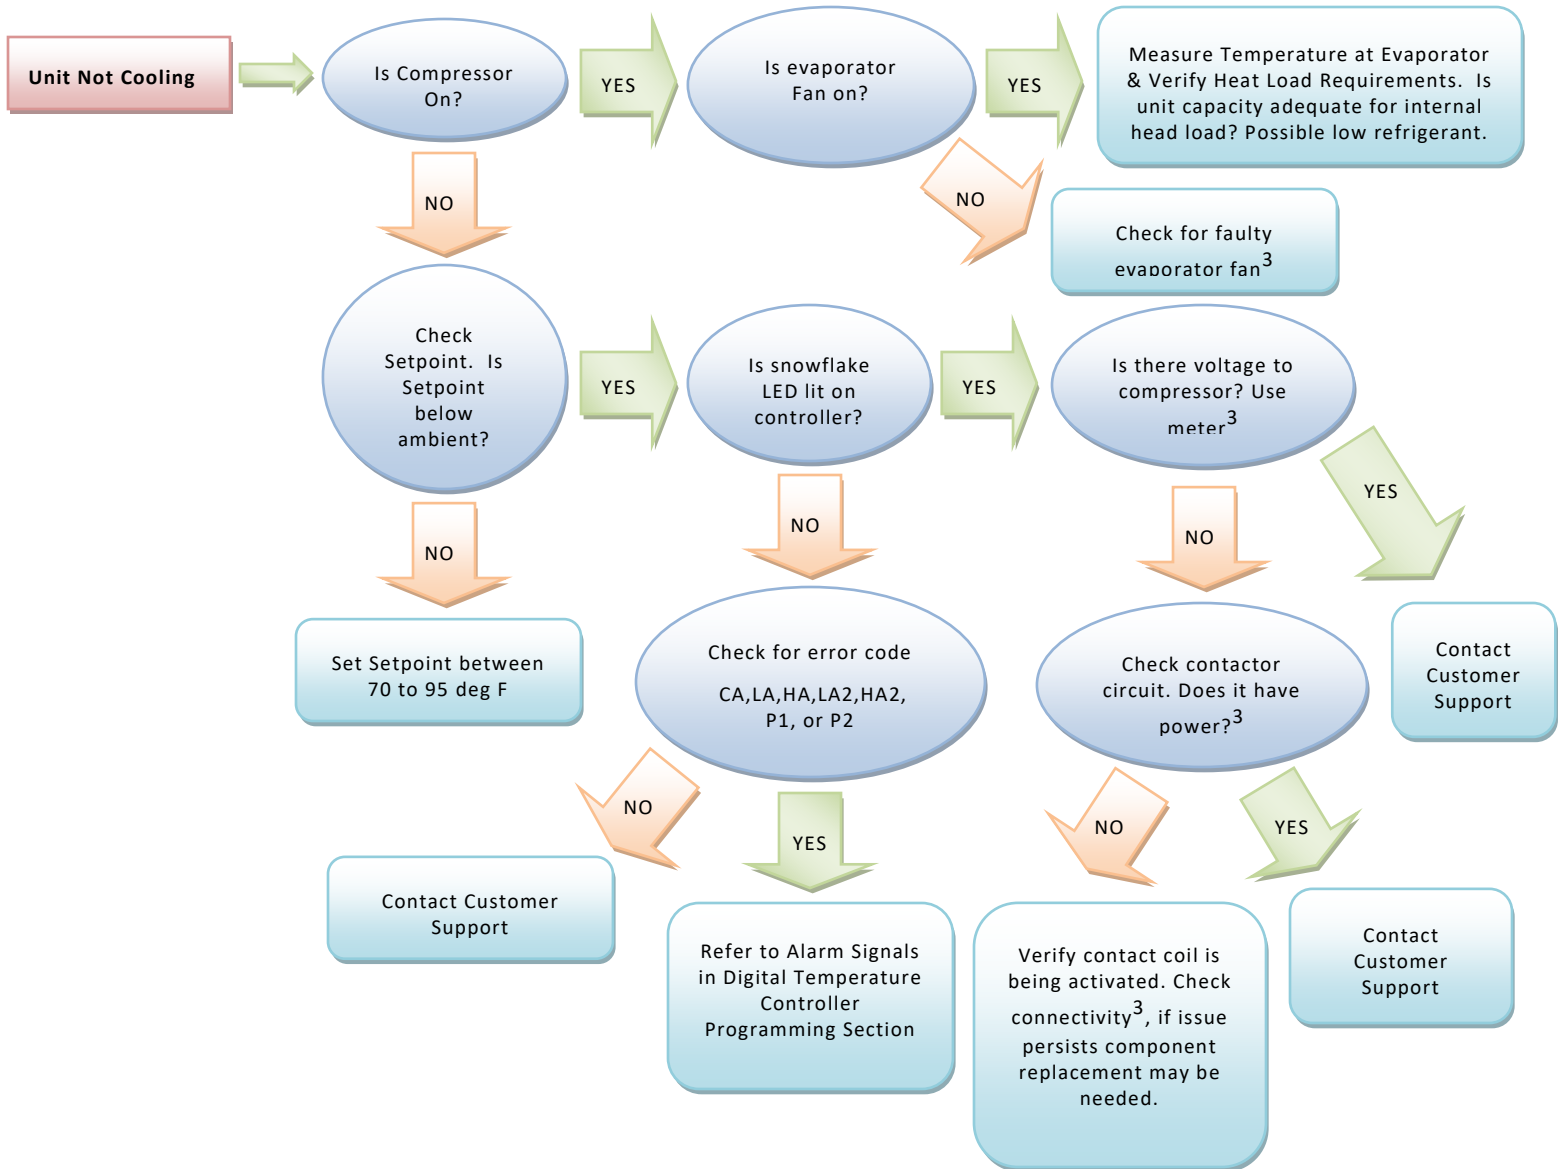 Unit Not Cooling
Is Compressor
On?
YES
Is evaporator
Fan on?
YES
Measure Temperature at Evaporator
& Verify Heat Load Requirements. Is
unit capacity adequate for internal
head load? Possible low refrigerant.
NO
NO
Check for faulty
evaporator fan3
Check
Setpoint. Is
Setpoint
below
ambient?
YES
Is snowflake
LED lit on
controller?
YES
Is there voltage to
compressor? Use
meter3
YES
NO
NO
NO
Set Setpoint between
70 to 95 deg F
Check for error code
CA,LA,HA,LA2,HA2,
P1, or P2
Check contactor
circuit. Does it have
power?3
Contact
Customer
Support
NO
YES
NO
YES
Contact Customer
Support
Refer to Alarm Signals
in Digital Temperature
Controller
Programming Section
Verify contact coil is
being activated. Check
connectivity3, if issue
persists component
replacement may be
needed.
Contact
Customer
Support